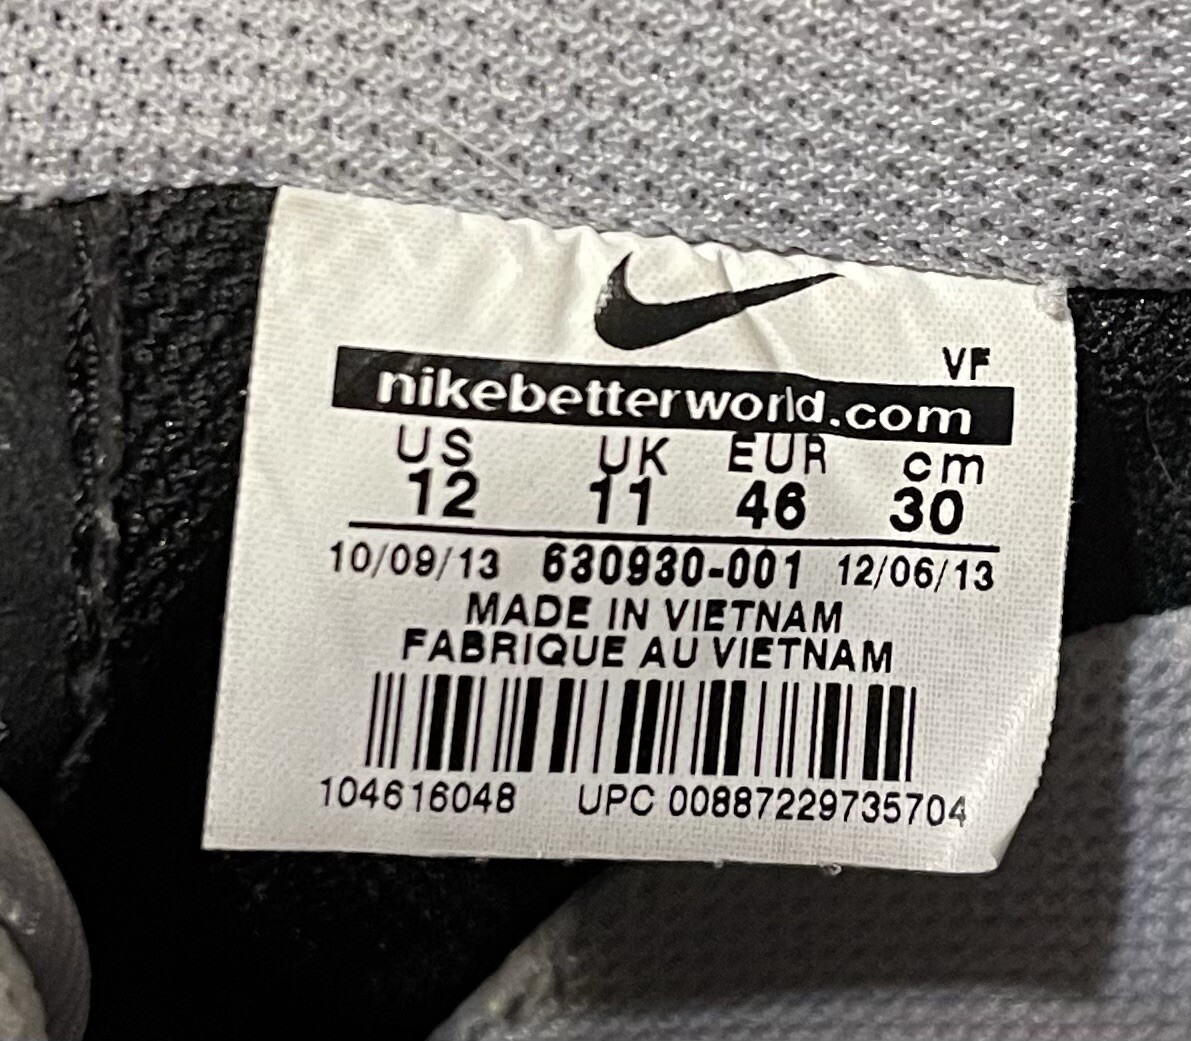 VF
nikebetterworld.com
US UK EUR cm
12 11 46 30
10/09/13 630930-001 12/06/13
MADE IN VIETNAM
FABRIQUE AU VIETNAM
104616048 UPC 00887229735704